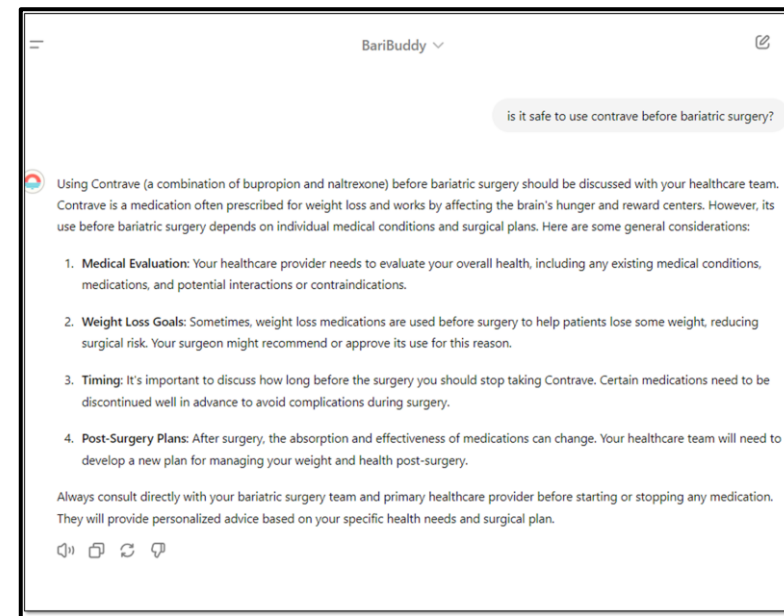 BariBuddy
is it safe to use contrave before bariatric surgery?
Using Contrave (a combination of bupropion and naltrexone) before bariatric surgery should be discussed with your healthcare team.
Contrave is a medication often prescribed for weight loss and works by affecting the brain's hunger and reward centers. However, its
use before bariatric surgery depends on individual medical conditions and surgical plans. Here are some general considerations:
1. Medical Evaluation: Your healthcare provider needs to evaluate your overall health, including any existing medical conditions,
medications, and potential interactions or contraindications.
2. Weight Loss Goals: Sometimes, weight loss medications are used before surgery to help patients lose some weight, reducing
surgical risk. Your surgeon might recommend or approve its use for this reason.
3. Timing: It's important to discuss how long before the surgery you should stop taking Contrave. Certain medications need to be
discontinued well in advance to avoid complications during surgery.
4. Post-Surgery Plans: After surgery, the absorption and effectiveness of medications can change. Your healthcare team will need to
develop a new plan for managing your weight and health post-surgery.
Always consult directly with your bariatric surgery team and primary healthcare provider before starting or stopping any medication.
They will provide personalized advice based on your specific health needs and surgical plan.